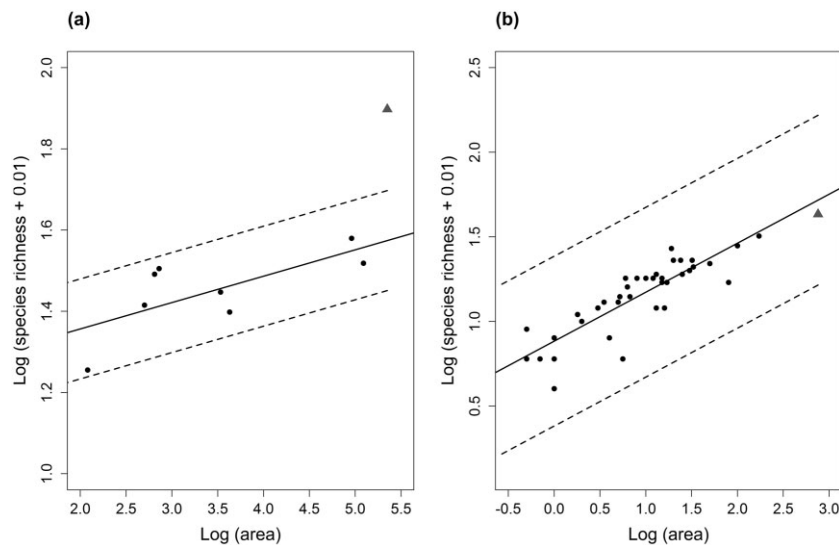 (a)
(b)
Log (species richness + 0.01)
2.0
1.8
1.6
1.4
1.2
1.0
2.0 2.5 3.0 3.5 4.0 4.5 5.0 5.5
Log (area)
Log (species richness + 0.01)
2.5
2.0
1.5
1.0
0.5
-0.5 0.0 0.5 1.0 1.5 2.0 2.5 3.0
Log (area)